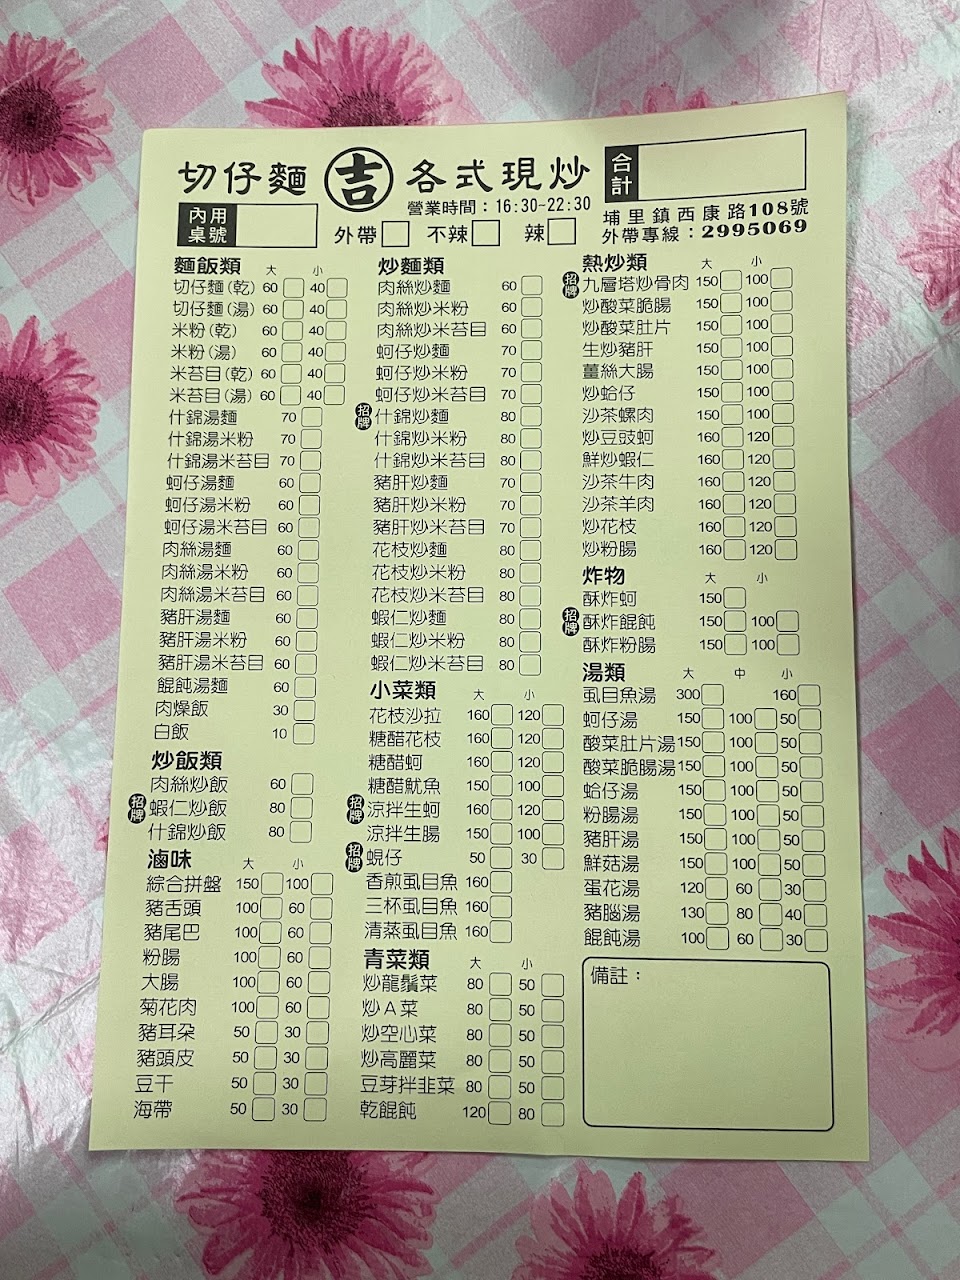 切仔麵 吉 各式現炒
合計
營業時間：16:30~22:30
內用桌號
外帶 不辣 辣
埔里鎮西康路108號
外帶專線：2995069
麵飯類 大 小
切仔麵(乾) 60 40
切仔麵(湯) 60 40
米粉(乾) 60 40
米粉(湯) 60 40
米苔目(乾) 60 40
米苔目(湯) 60 40
什錦湯麵 70
什錦湯米粉 70
什錦湯米苔目 70
蚵仔湯麵 60
蚵仔湯米粉 60
蚵仔湯米苔目 60
肉絲湯麵 60
肉絲湯米粉 60
肉絲湯米苔目 60
豬肝湯麵 60
豬肝湯米粉 60
豬肝湯米苔目 60
餛飩湯麵 60
肉燥飯 30
白飯 10
炒飯類
肉絲炒飯 60
招牌 蝦仁炒飯 80
什錦炒飯 80
滷味 大 小
綜合拼盤 150 100
豬舌頭 100 60
豬尾巴 100 60
粉腸 100 60
大腸 100 60
菊花肉 100 60
豬耳朵 50 30
豬頭皮 50 30
豆干 50 30
海帶 50 30
炒麵類
肉絲炒麵 60
肉絲炒米粉 60
肉絲炒米苔目 60
蚵仔炒麵 70
蚵仔炒米粉 70
蚵仔炒米苔目 70
招牌 什錦炒麵 80
什錦炒米粉 80
什錦炒米苔目 80
豬肝炒麵 70
豬肝炒米粉 70
豬肝炒米苔目 70
花枝炒麵 80
花枝炒米粉 80
花枝炒米苔目 80
蝦仁炒麵 80
蝦仁炒米粉 80
蝦仁炒米苔目 80
小菜類 大 小
花枝沙拉 160 120
糖醋花枝 160 120
糖醋蚵 160 120
糖醋魷魚 150 100
招牌 涼拌生蚵 160 120
涼拌生腸 150 100
招牌 蜆仔 50 30
香煎虱目魚 160
三杯虱目魚 160
清蒸虱目魚 160
青菜類 大 小
炒龍鬚菜 80 50
炒A菜 80 50
炒空心菜 80 50
炒高麗菜 80 50
豆芽拌韭菜 80 50
乾餛飩 120 80
熱炒類 大 小
招牌 九層塔炒骨肉 150 100
炒酸菜脆腸 150 100
炒酸菜肚片 150 100
生炒豬肝 150 100
薑絲大腸 150 100
炒蛤仔 150 100
沙茶螺肉 150 100
炒豆豉蚵 160 120
鮮炒蝦仁 160 120
沙茶牛肉 160 120
沙茶羊肉 160 120
炒花枝 160 120
炒粉腸 160 120
炸物 大 小
酥炸蚵 150
招牌 酥炸餛飩 150 100
酥炸粉腸 150 100
湯類 大 中 小
虱目魚湯 300 160
蚵仔湯 150 100 50
酸菜肚片湯 150 100 50
酸菜脆腸湯 150 100 50
蛤仔湯 150 100 50
粉腸湯 150 100 50
豬肝湯 150 100 50
鮮菇湯 150 100 50
蛋花湯 120 60 30
豬腦湯 130 80 40
餛飩湯 100 60 30
備註：